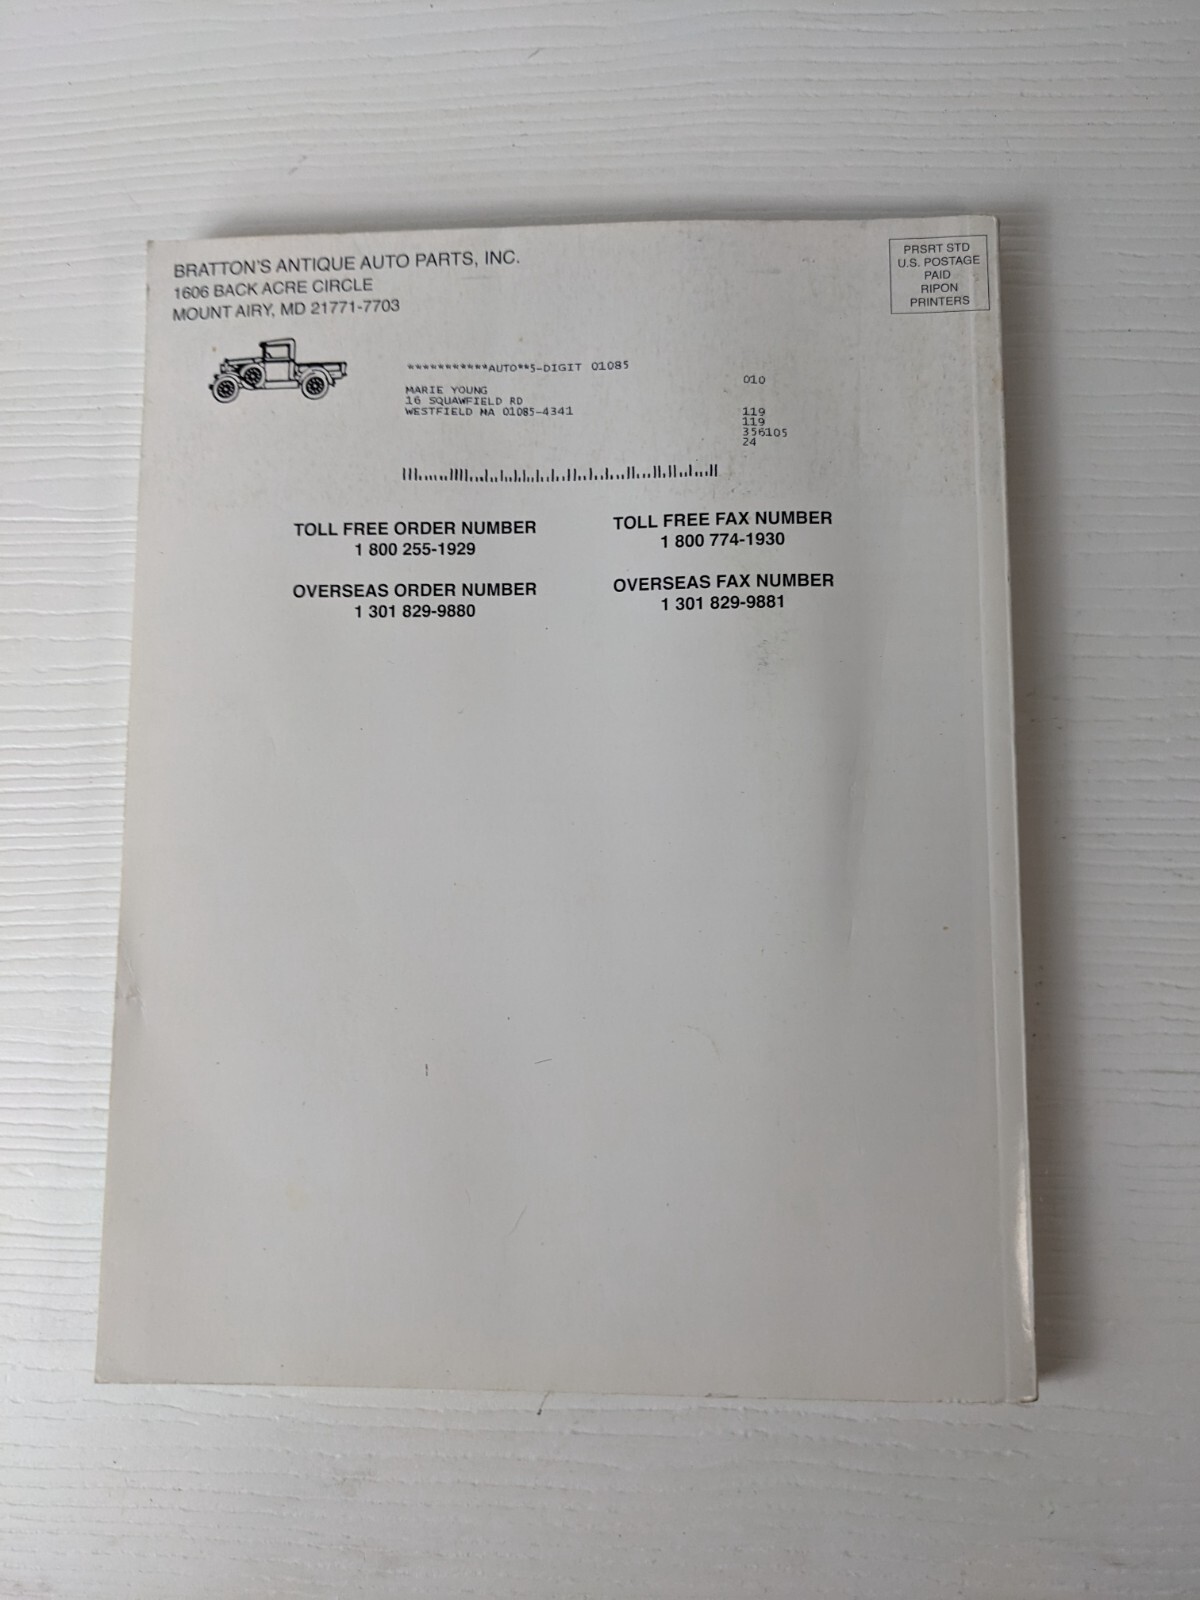 BRATTON'S ANTIQUE AUTO PARTS, INC.
1606 BACK ACRE CIRCLE
MOUNT AIRY, MD 21771-7703
PRSRT STD
U.S. POSTAGE
PAID
RIPON
PRINTERS
***********AUTO**5-DIGIT 01085
MARIE YOUNG
16 SQUAWFIELD RD
WESTFIELD MA 01085-4341
010
119
119
356105
24
TOLL FREE ORDER NUMBER
1 800 255-1929
TOLL FREE FAX NUMBER
1 800 774-1930
OVERSEAS ORDER NUMBER
1 301 829-9880
OVERSEAS FAX NUMBER
1 301 829-9881